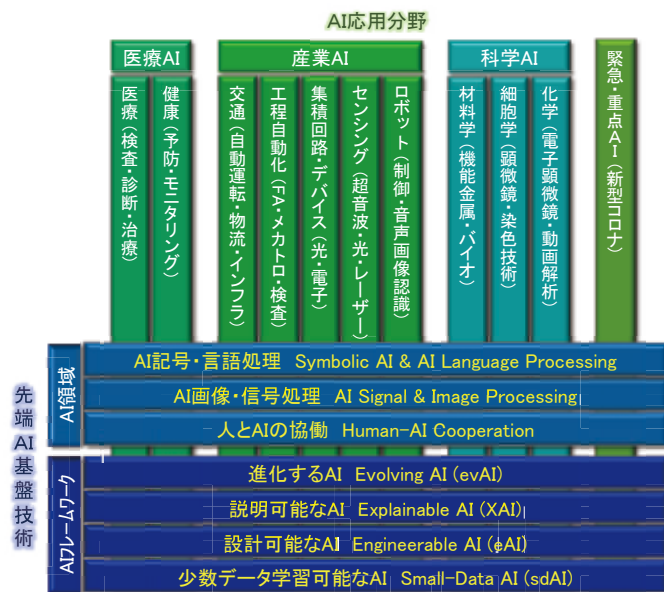 AI応用分野
医療AI
産業AI
科学AI
緊急・重点AI(新型コロナ)
医療(検査・診断・治療)
健康(予防・モニタリング)
交通(自動運転・物流・インフラ)
工程自動化(FA・メカトロ・検査)
集積回路・デバイス(光・電子)
センシング(超音波・光・レーザー)
ロボット(制御・音声画像認識)
材料学(機能金属・バイオ)
細胞学(顕微鏡・染色技術)
化学(電子顕微鏡・動画解析)
先端AI基盤技術
AI領域
AI記号・言語処理 Symbolic AI & AI Language Processing
AI画像・信号処理 AI Signal & Image Processing
人とAIの協働 Human-AI Cooperation
AIフレームワーク
進化するAI Evolving AI (evAI)
説明可能なAI Explainable AI (XAI)
設計可能なAI Engineerable AI (eAI)
少数データ学習可能なAI Small-Data AI (sdAI)